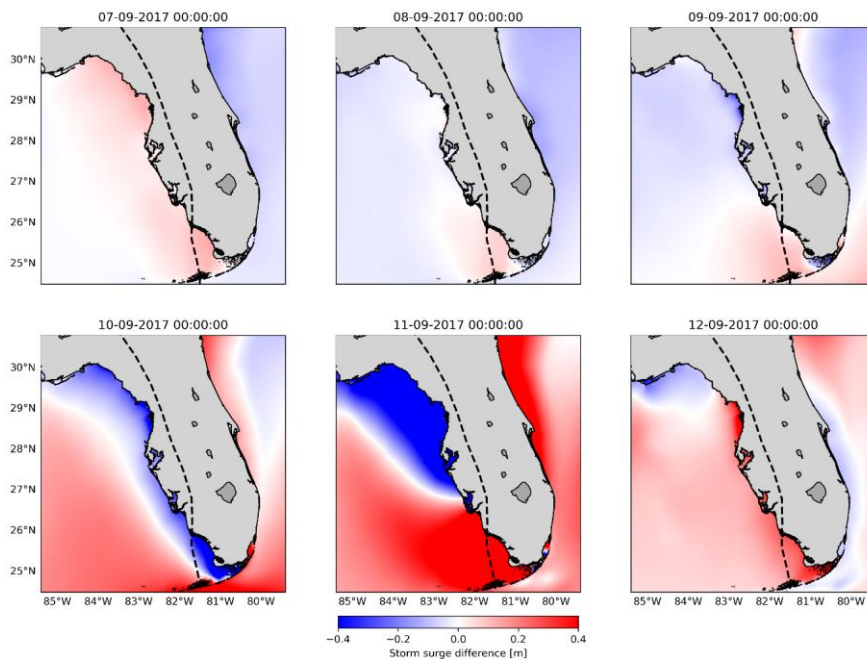 07-09-2017 00:00:00
08-09-2017 00:00:00
09-09-2017 00:00:00
30°N
29°N
28°N
27°N
26°N
25°N
10-09-2017 00:00:00
11-09-2017 00:00:00
12-09-2017 00:00:00
30°N
29°N
28°N
27°N
26°N
25°N
85°W 84°W 83°W 82°W 81°W 80°W
85°W 84°W 83°W 82°W 81°W 80°W
85°W 84°W 83°W 82°W 81°W 80°W
−0.4 −0.2 0.0 0.2 0.4
Storm surge difference [m]